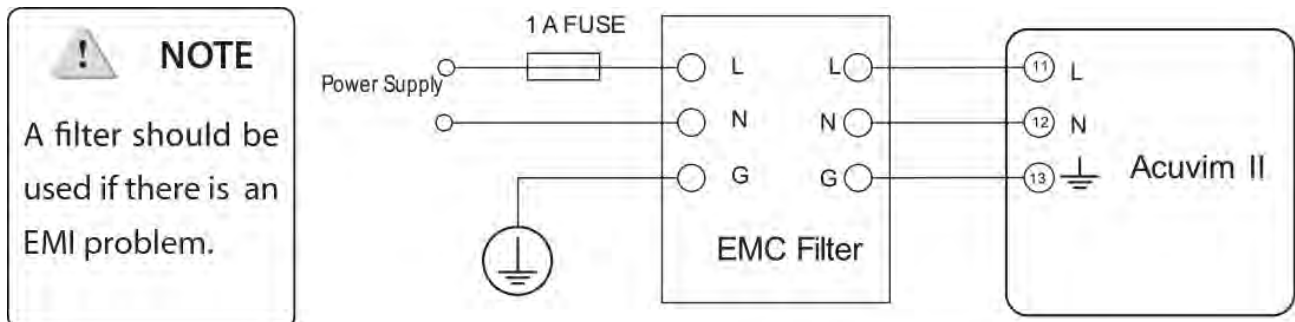 NOTE
A filter should be
used if there is an
EMI problem.
1 A FUSE
Power Supply
L L 11 L
N N 12 N
G G 13
EMC Filter
Acuvim II